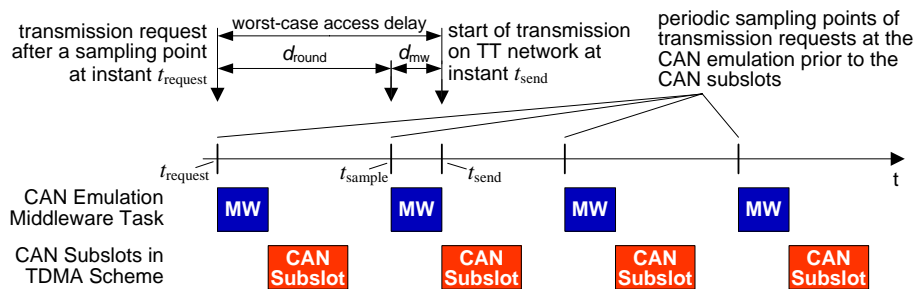 transmission request
after a sampling point
at instant t_request
worst-case access delay
d_round
d_mw
start of transmission
on TT network at
instant t_send
periodic sampling points of
transmission requests at the
CAN emulation prior to the
CAN subslots
t_request
t_sample
t_send
t
CAN Emulation
Middleware Task
MW
MW
MW
MW
CAN Subslots in
TDMA Scheme
CAN
Subslot
CAN
Subslot
CAN
Subslot
CAN
Subslot